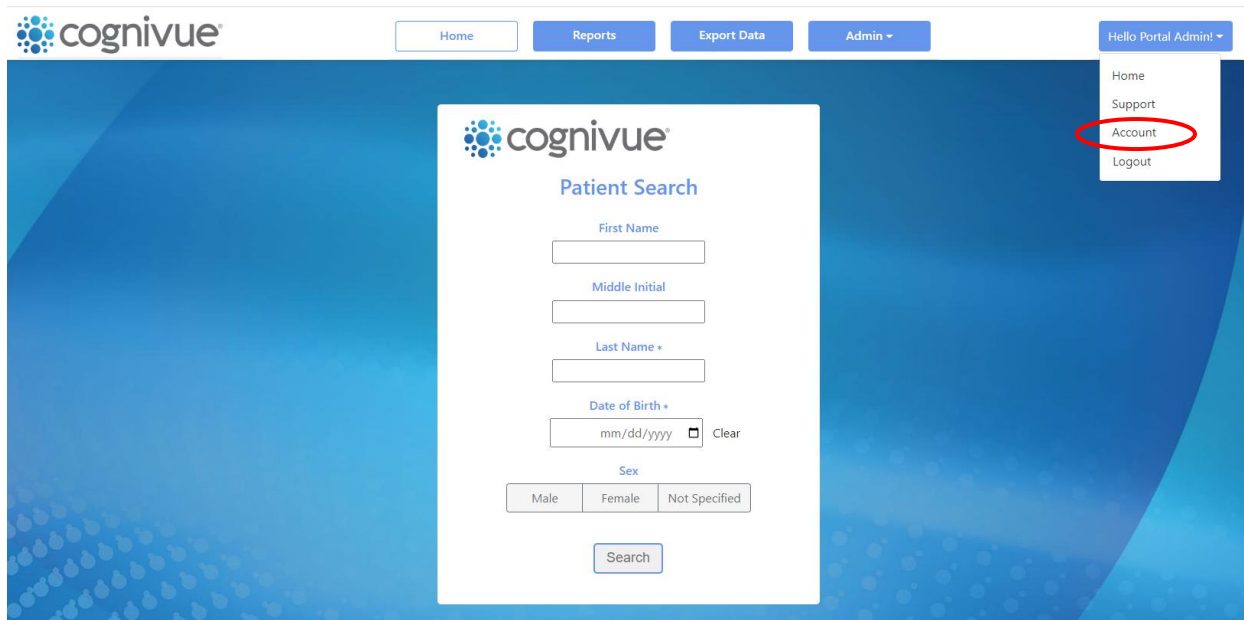 cognivue®
Home
Reports
Export Data
Admin
Hello Portal Admin!
Home
Support
Account
Logout
cognivue®
Patient Search
First Name
Middle Initial
Last Name *
Date of Birth *
mm/dd/yyyy Clear
Sex
Male Female Not Specified
Search